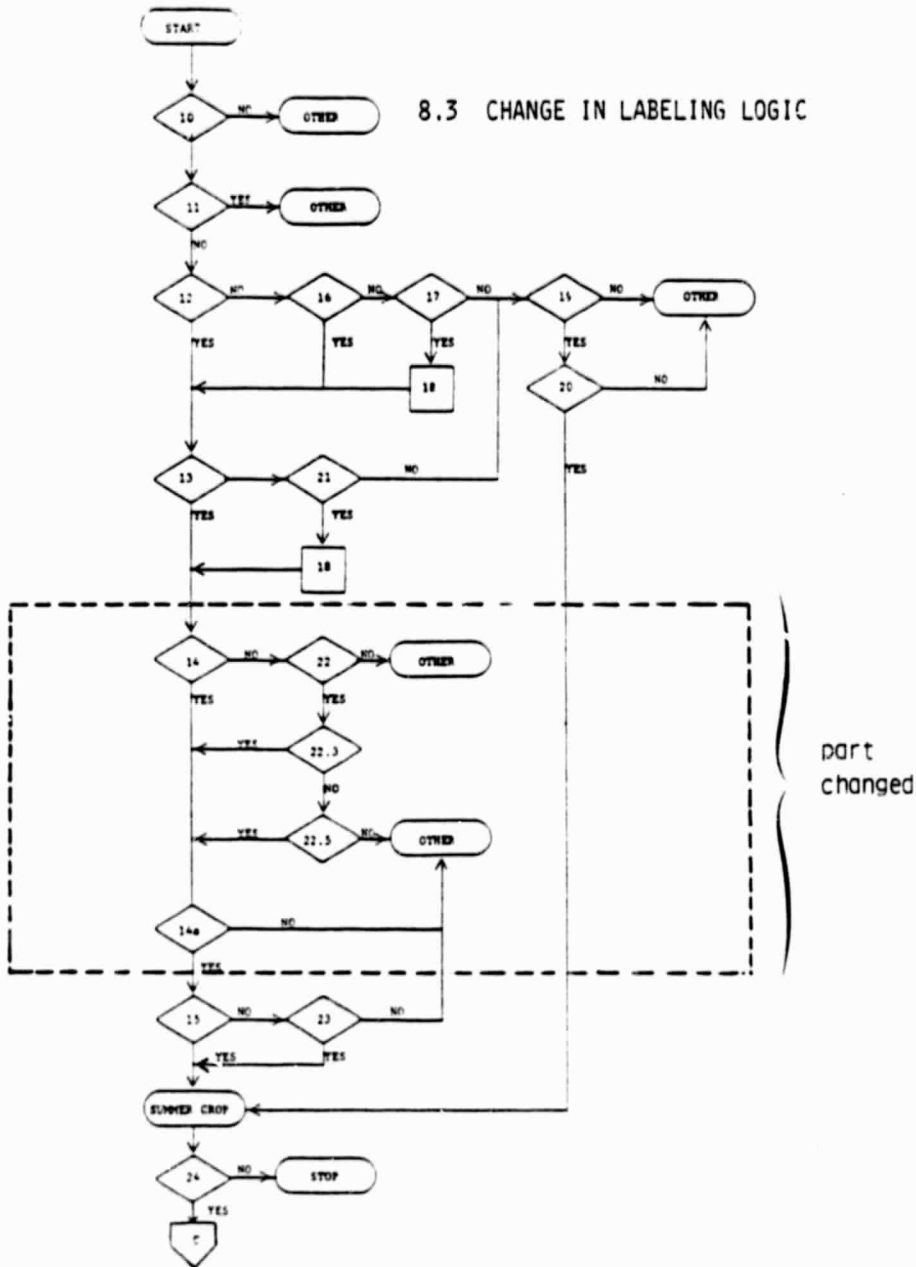 START
10
NO
OTHER
8.3 CHANGE IN LABELING LOGIC
11
YES
OTHER
NO
12
NO
16
NO
17
NO
19
NO
OTHER
YES
YES
YES
YES
18
20
NO
13
21
NO
YES
YES
YES
18
14
NO
22
NO
OTHER
YES
YES
22.3
YES
NO
part
changed
22.5
YES
NO
OTHER
14a
NO
YES
15
NO
23
NO
YES
YES
SUMMER CROP
24
NO
STOP
YES